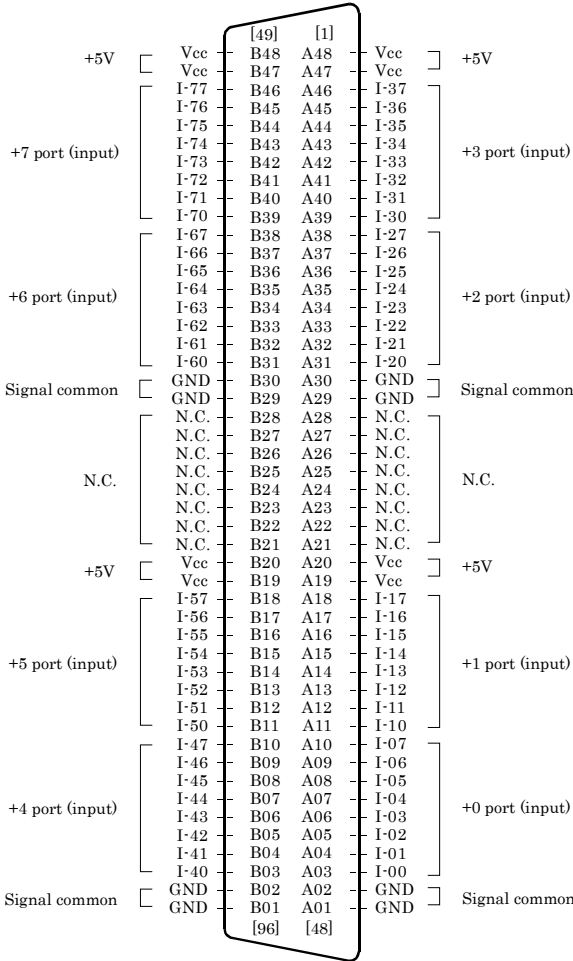 [49] [1]
+5V Vcc B48 A48 Vcc +5V
Vcc B47 A47 Vcc
I-77 B46 A46 I-37
I-76 B45 A45 I-36
I-75 B44 A44 I-35
+7 port (input) I-74 B43 A43 I-34 +3 port (input)
I-73 B42 A42 I-33
I-72 B41 A41 I-32
I-71 B40 A40 I-31
I-70 B39 A39 I-30
I-67 B38 A38 I-27
I-66 B37 A37 I-26
I-65 B36 A36 I-25
+6 port (input) I-64 B35 A35 I-24 +2 port (input)
I-63 B34 A34 I-23
I-62 B33 A33 I-22
I-61 B32 A32 I-21
I-60 B31 A31 I-20
Signal common GND B30 A30 GND Signal common
GND B29 A29 GND
N.C. B28 A28 N.C.
N.C. B27 A27 N.C.
N.C. B26 A26 N.C.
N.C. N.C. B25 A25 N.C. N.C.
N.C. B24 A24 N.C.
N.C. B23 A23 N.C.
N.C. B22 A22 N.C.
N.C. B21 A21 N.C.
+5V Vcc B20 A20 Vcc +5V
Vcc B19 A19 Vcc
I-57 B18 A18 I-17
I-56 B17 A17 I-16
I-55 B16 A16 I-15
+5 port (input) I-54 B15 A15 I-14 +1 port (input)
I-53 B14 A14 I-13
I-52 B13 A13 I-12
I-51 B12 A12 I-11
I-50 B11 A11 I-10
I-47 B10 A10 I-07
I-46 B09 A09 I-06
I-45 B08 A08 I-05
+4 port (input) I-44 B07 A07 I-04 +0 port (input)
I-43 B06 A06 I-03
I-42 B05 A05 I-02
I-41 B04 A04 I-01
I-40 B03 A03 I-00
Signal common GND B02 A02 GND Signal common
GND B01 A01 GND
[96] [48]